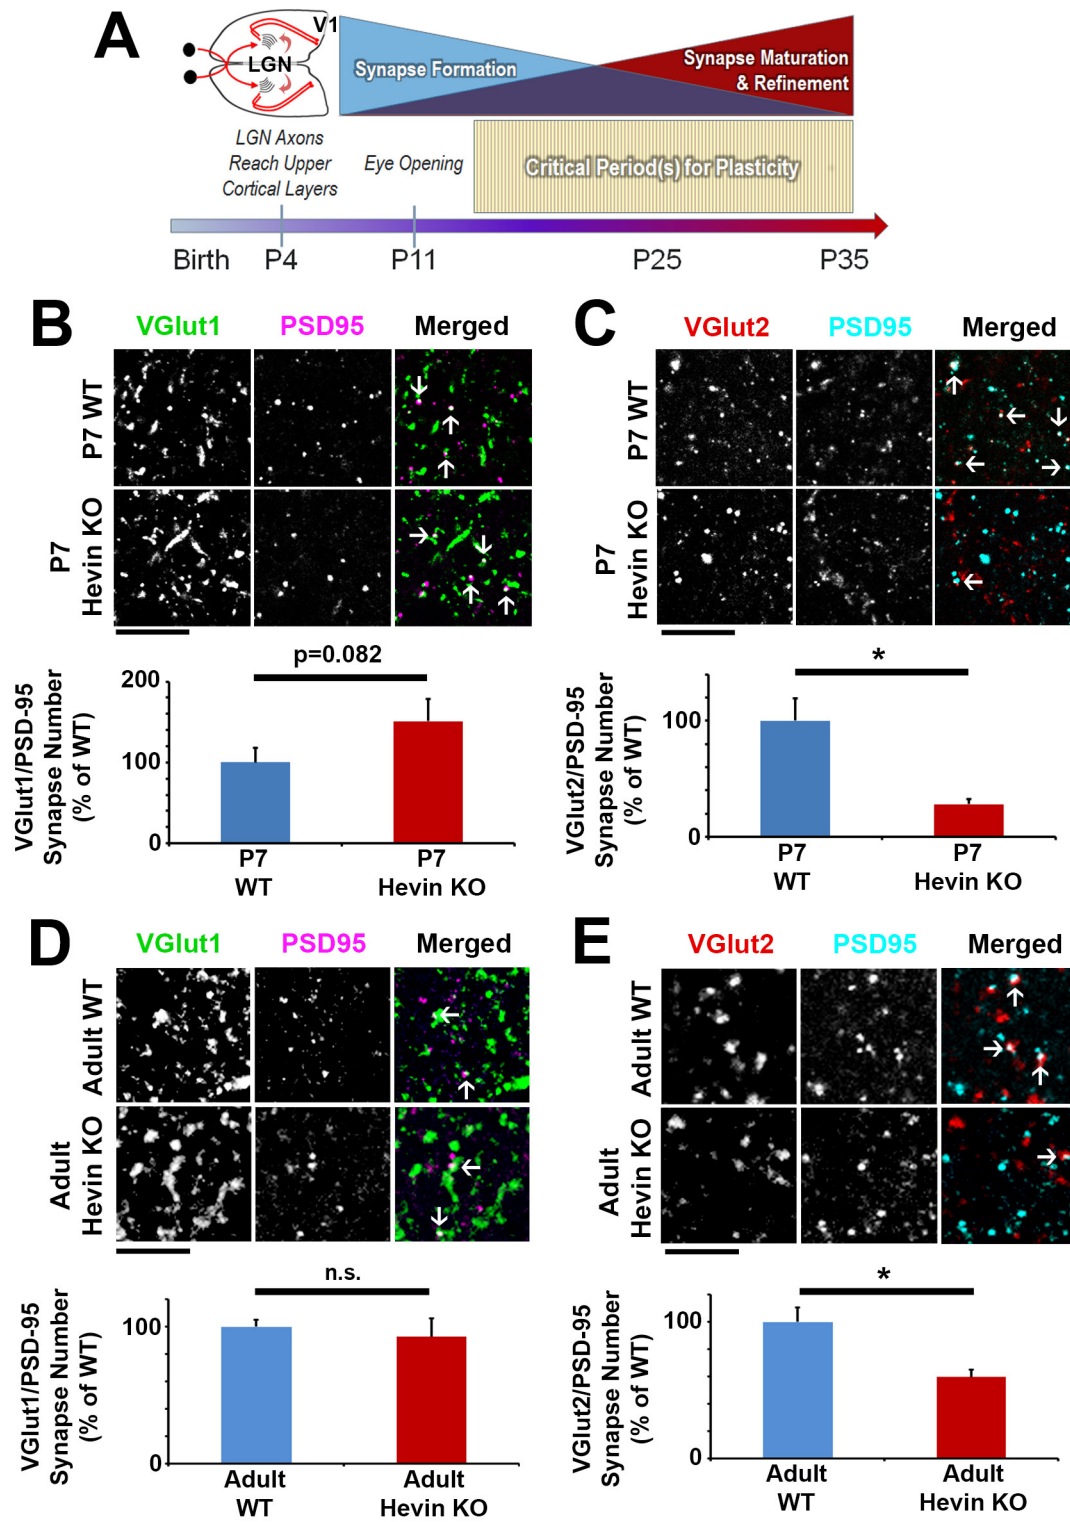 A
V1
LGN
Synapse Formation
Synapse Maturation
& Refinement
LGN Axons
Reach Upper
Cortical Layers
Eye Opening
Critical Period(s) for Plasticity
Birth P4 P11 P25 P35
B
VGlut1 PSD95 Merged
P7 WT
P7
Hevin KO
p=0.082
VGlut1/PSD-95
Synapse Number
(% of WT)
200
100
0
P7
WT
P7
Hevin KO
C
VGlut2 PSD95 Merged
P7 WT
P7
Hevin KO
*
VGlut2/PSD-95
Synapse Number
(% of WT)
100
0
P7
WT
P7
Hevin KO
D
VGlut1 PSD95 Merged
Adult WT
Adult
Hevin KO
n.s.
VGlut1/PSD-95
Synapse Number
(% of WT)
100
0
Adult
WT
Adult
Hevin KO
E
VGlut2 PSD95 Merged
Adult WT
Adult
Hevin KO
*
VGlut2/PSD-95
Synapse Number
(% of WT)
100
0
Adult
WT
Adult
Hevin KO